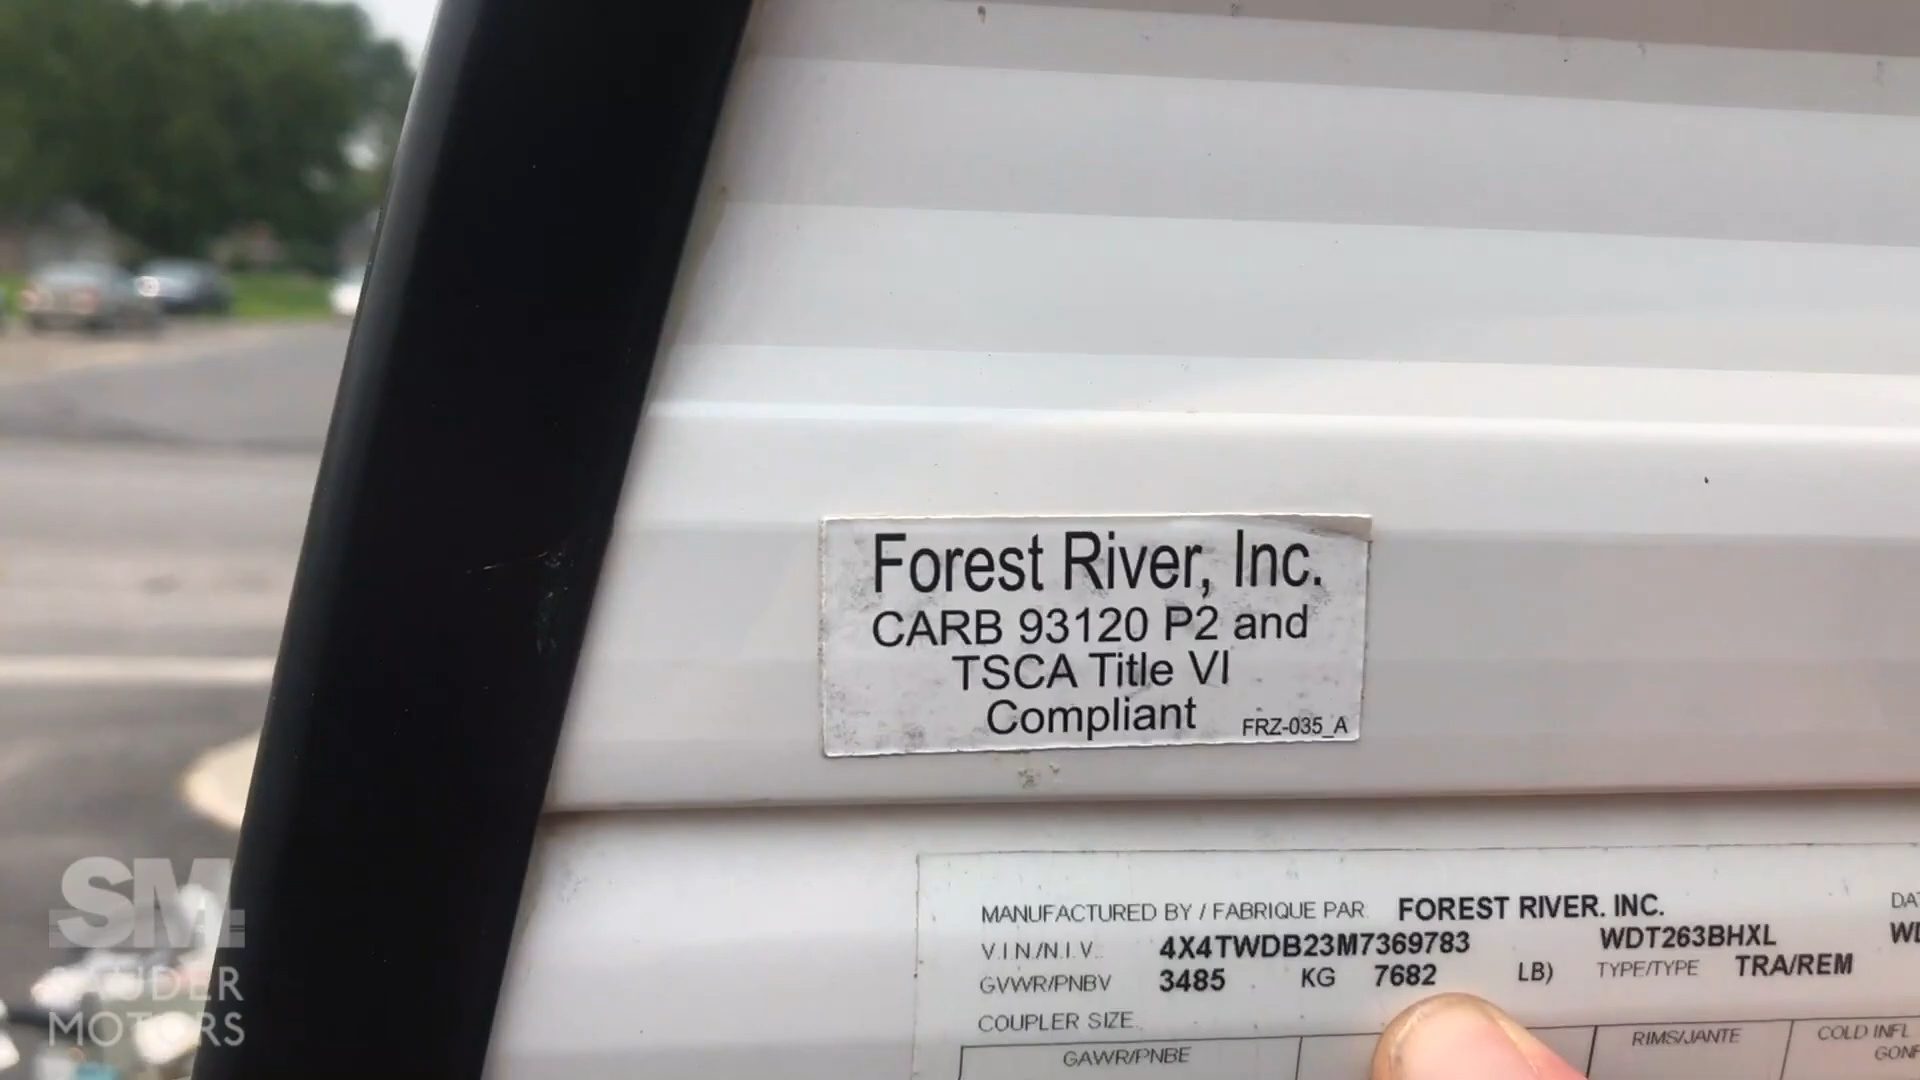 Forest River, Inc.
CARB 93120 P2 and
TSCA Title VI
Compliant FRZ-035_A
MANUFACTURED BY / FABRIQUE PAR FOREST RIVER. INC.
V.I.N./N.I.V. 4X4TWDB23M7369783 WDT263BHXL
GVWR/PNBV 3485 KG 7682 LB) TYPE/TYPE TRA/REM
COUPLER SIZE
GAWR/PNBE RIMS/JANTE COLD INFL
SM
SAUDER
MOTORS